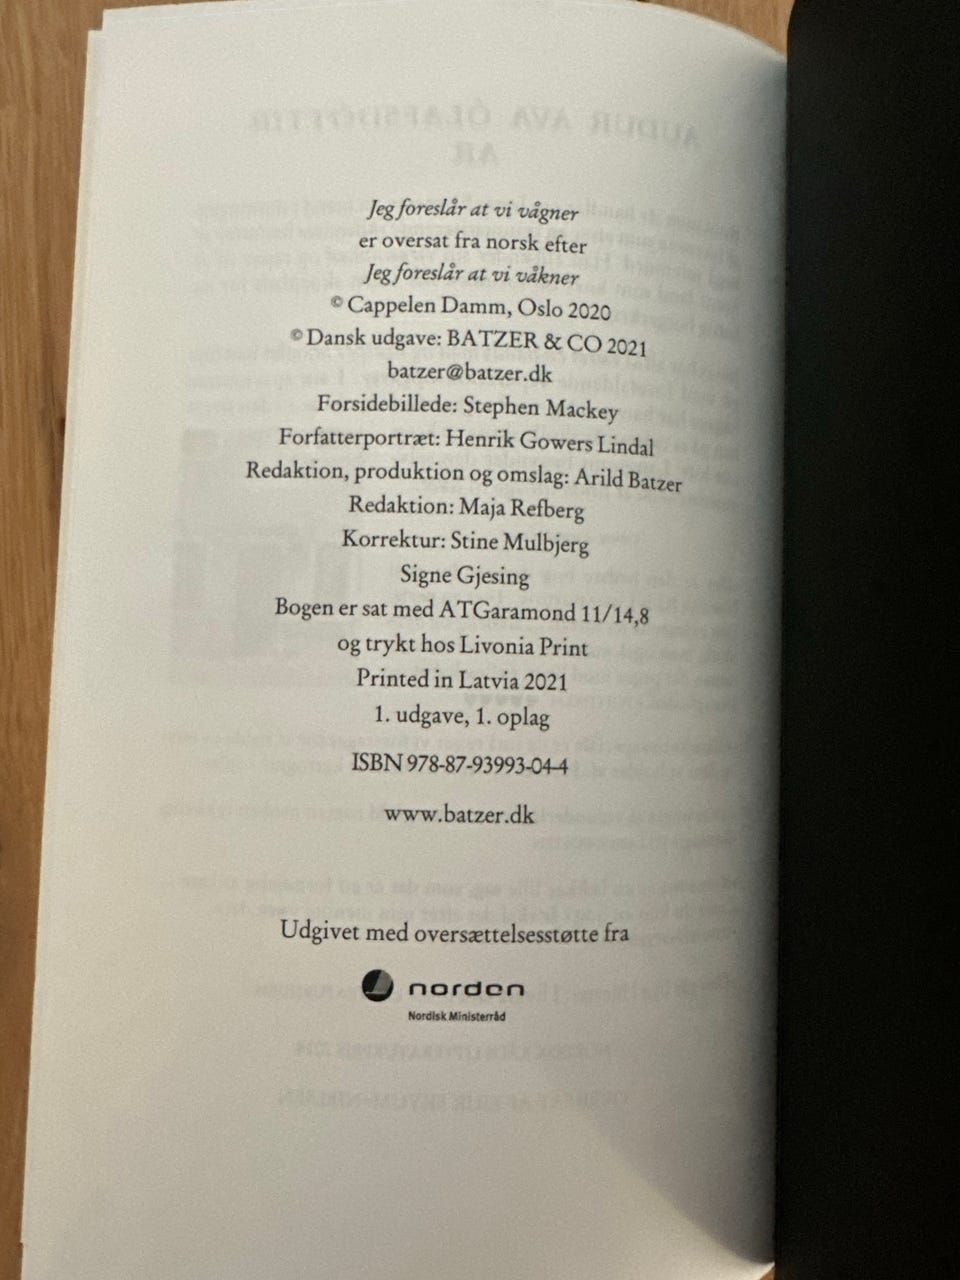 Jeg foreslår at vi vågner
er oversat fra norsk efter
Jeg foreslår at vi våkner
© Cappelen Damm, Oslo 2020
© Dansk udgave: BATZER & CO 2021
batzer@batzer.dk
Forsidebillede: Stephen Mackey
Forfatterportræt: Henrik Gowers Lindal
Redaktion, produktion og omslag: Arild Batzer
Redaktion: Maja Refberg
Korrektur: Stine Mulbjerg
Signe Gjesing
Bogen er sat med ATGaramond 11/14,8
og trykt hos Livonia Print
Printed in Latvia 2021
1. udgave, 1. oplag
ISBN 978-87-93993-04-4
www.batzer.dk
Udgivet med oversættelsesstøtte fra
norden
Nordisk Ministerråd